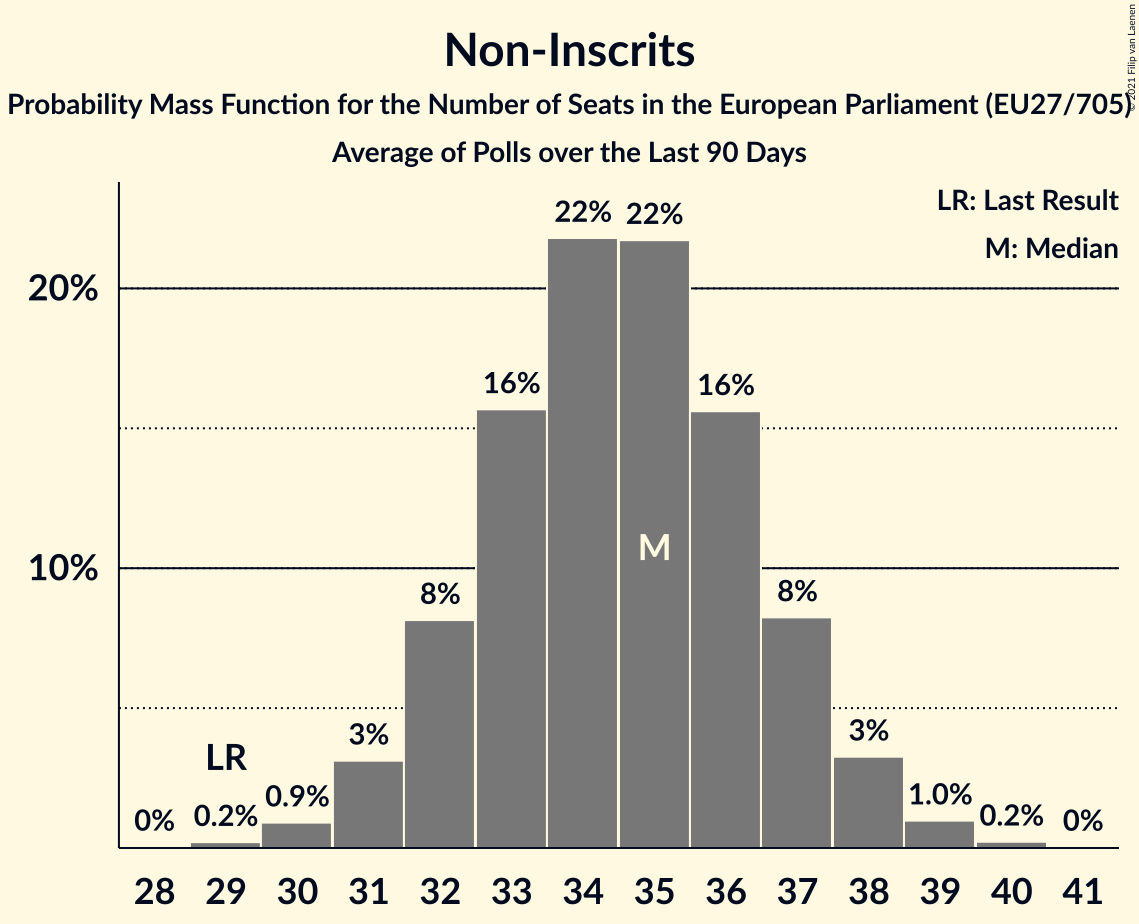 Non-Inscrits
Probability Mass Function for the Number of Seats in the European Parliament (EU27/705)
Average of Polls over the Last 90 Days
© 2021 Filip van Laenen
LR: Last Result
M: Median
22% 22%
20%
16% 16%
M
10%
8% 8%
3% 3%
LR
0% 0.2% 0.9% 1.0% 0.2% 0%
28 29 30 31 32 33 34 35 36 37 38 39 40 41